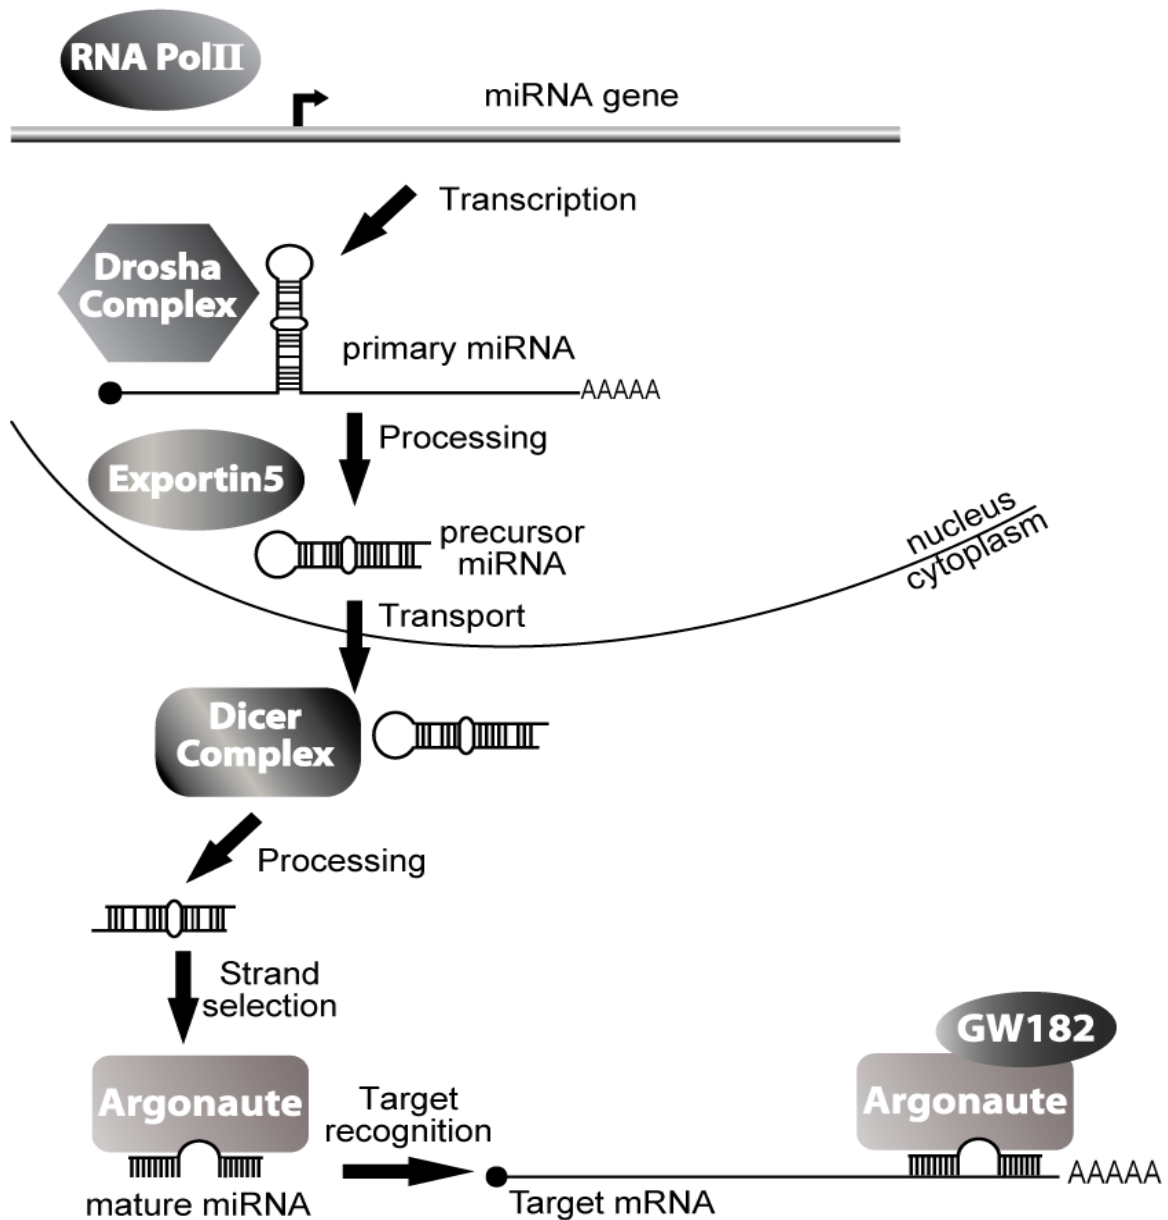 RNA PolII
miRNA gene
Transcription
Drosha
Complex
primary miRNA
AAAAA
Processing
Exportin5
precursor
miRNA
nucleus
cytoplasm
Transport
Dicer
Complex
Processing
Strand
selection
GW182
Argonaute
Target
recognition
Argonaute
AAAAA
mature miRNA
Target mRNA